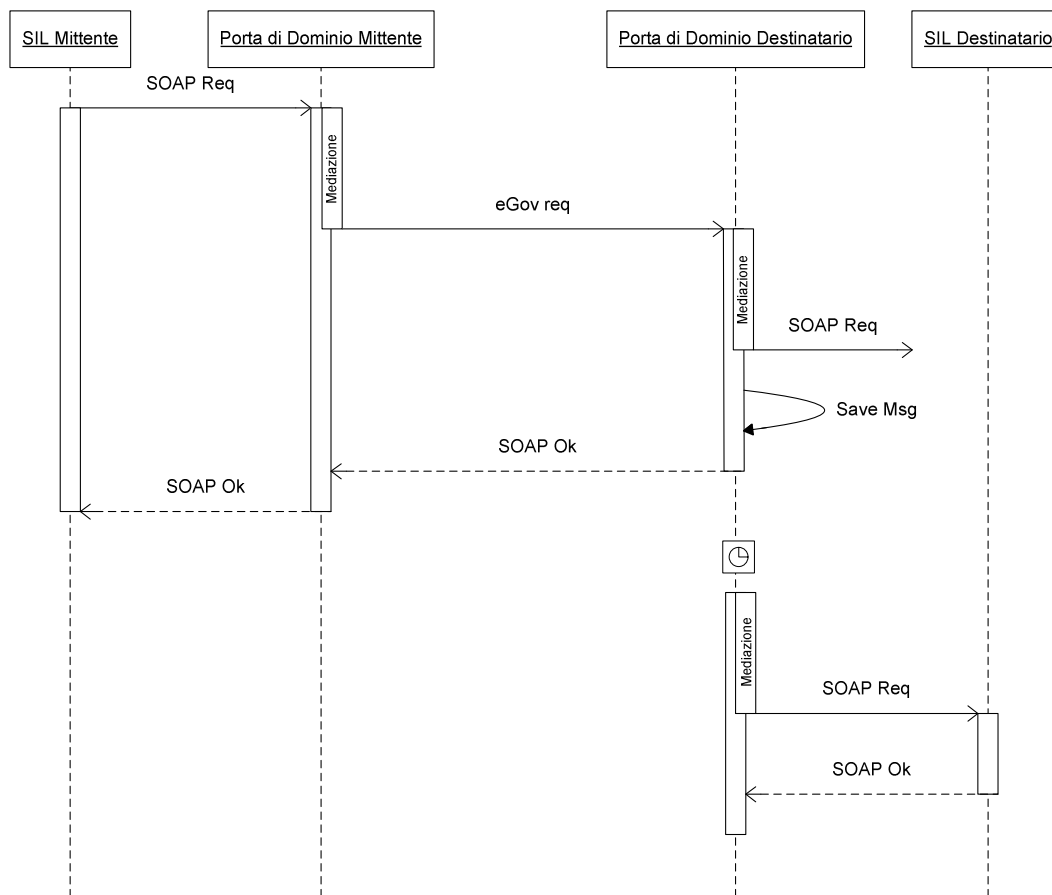 SIL Mittente
Porta di Dominio Mittente
Porta di Dominio Destinatario
SIL Destinatario
SOAP Req
Mediazione
eGov req
Mediazione
SOAP Req
Save Msg
SOAP Ok
SOAP Ok
Mediazione
SOAP Req
SOAP Ok